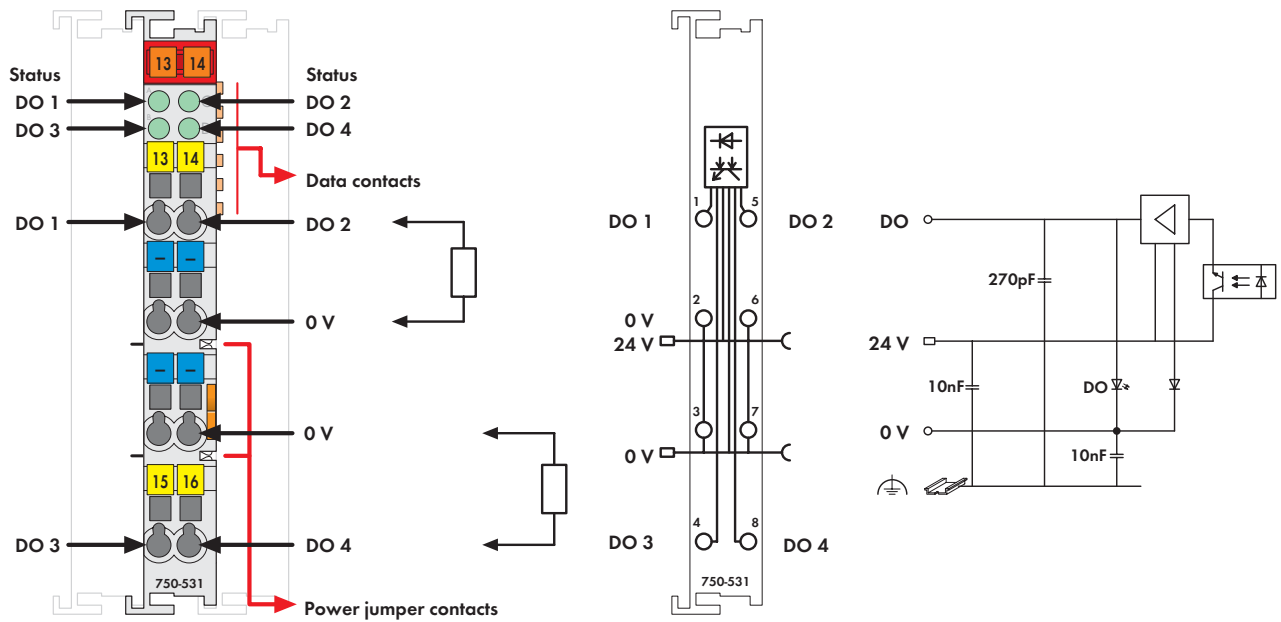 13 14
Status
Status
DO 1
DO 2
DO 3
DO 4
13 14
Data contacts
DO 1
DO 2
– –
0 V
– –
0 V
15 16
DO 3
DO 4
750-531
Power jumper contacts
1
5
DO 1
DO 2
2
6
0 V
24 V
3
7
0 V
4
8
DO 3
DO 4
750-531
DO
270pF
24 V
10nF
DO
0 V
10nF